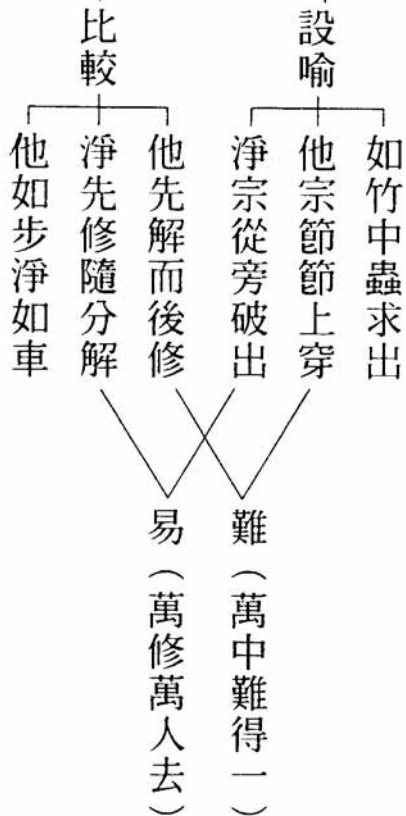 設喻
如竹中蟲求出
他宗節節上穿
淨宗從旁破出
比較
他先解而後修
淨先修隨分解
他如步淨如車
難（萬中難得一）
易（萬修萬人去）